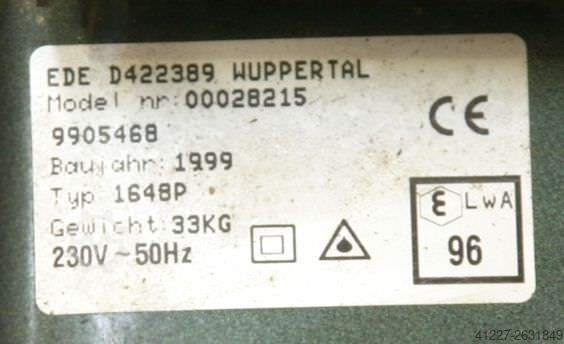 EDE D422389 WUPPERTAL
Model nr: 00028215
9905468
Baujahr: 1999
Typ 1648P
Gewicht: 33KG
230V ~ 50Hz
CE
ε LWA
96
41227-2631849